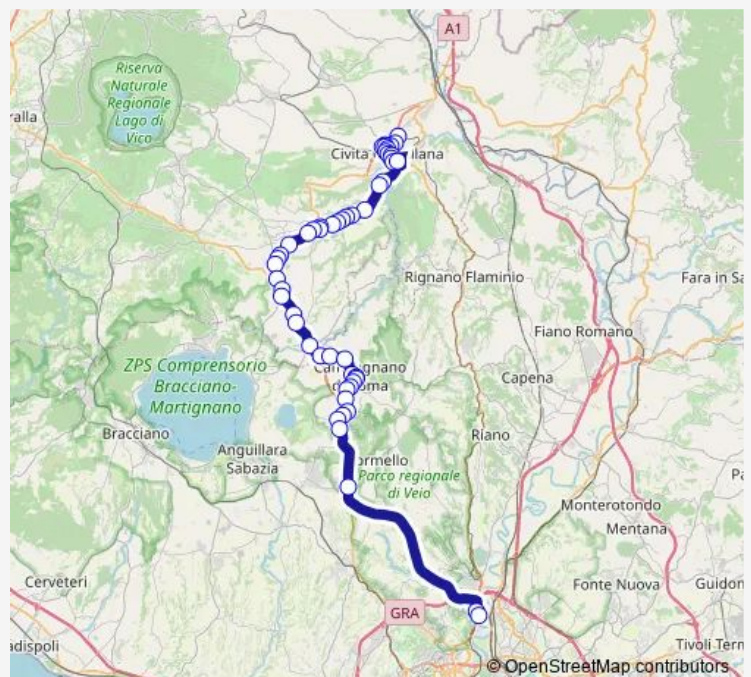 A1
Riserva
Naturale
Regionale
Lago di
Vico
ralla
Civita
lana
Rignano Flaminio
Fara in Sa
Fiano Romano
ZPS Comprensorio
Bracciano-
Martignano
gnano
Capena
Bracciano
Anguillara
Sabazia
Riano
ormello
Parco regionale
di Veio
Monterotondo
Mentana
Cerveteri
Fonte Nuova
Guidon
GRA
adispoli
Tivoli Tern
© OpenStreetMap contributors